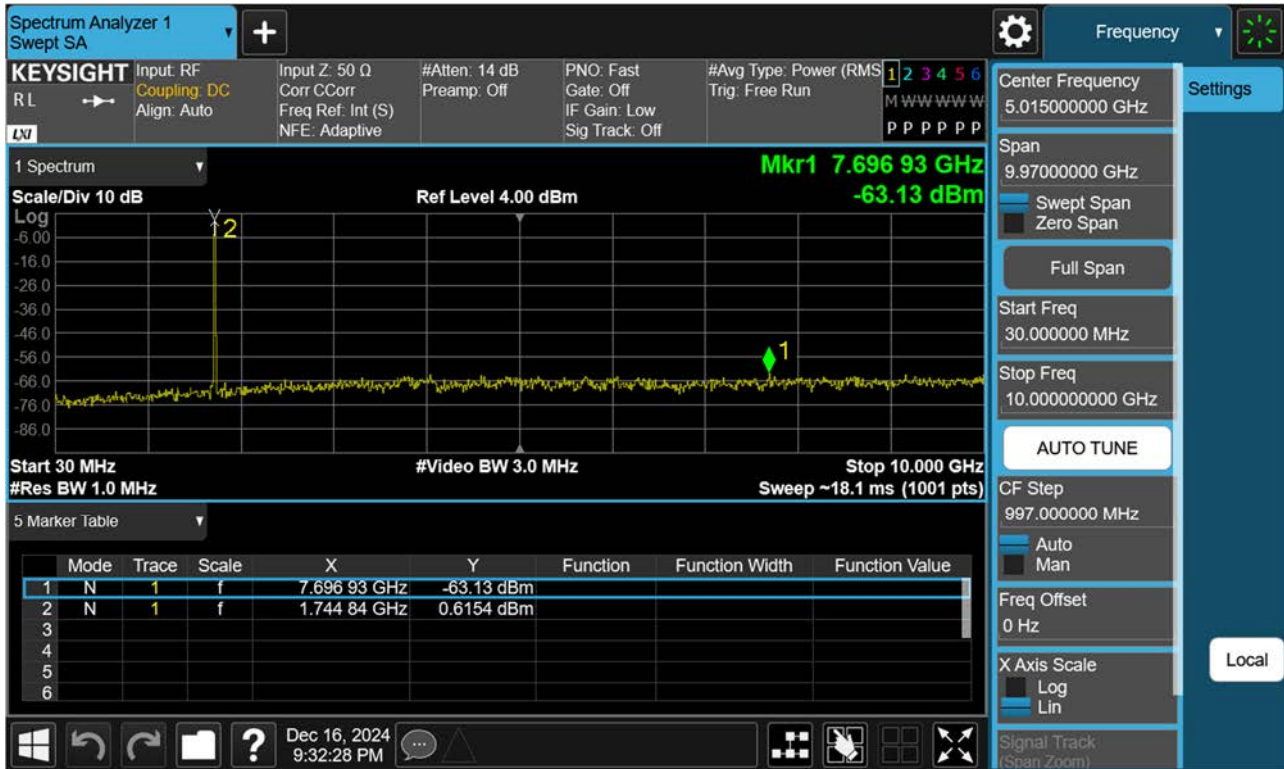 Spectrum Analyzer 1
Swept SA
+
Frequency
KEYSIGHT
RL
LXI
Input: RF
Coupling: DC
Align: Auto
Input Z: 50 Ω
Corr CCorr
Freq Ref: Int (S)
NFE: Adaptive
#Atten: 14 dB
Preamp: Off
PNO: Fast
Gate: Off
IF Gain: Low
Sig Track: Off
#Avg Type: Power (RMS
Trig: Free Run
1 2 3 4 5 6
M W W W W W
P P P P P P
1 Spectrum
Mkr1 7.696 93 GHz
Scale/Div 10 dB
Ref Level 4.00 dBm
-63.13 dBm
Log
2
-6.00
-16.0
-26.0
-36.0
-46.0
1
-56.0
-66.0
-76.0
-86.0
Start 30 MHz
#Video BW 3.0 MHz
Stop 10.000 GHz
#Res BW 1.0 MHz
Sweep ~18.1 ms (1001 pts)
5 Marker Table
Mode Trace Scale X Y Function Function Width Function Value
1 N 1 f 7.696 93 GHz -63.13 dBm
2 N 1 f 1.744 84 GHz 0.6154 dBm
3
4
5
6
Center Frequency
5.015000000 GHz
Settings
Span
9.97000000 GHz
Swept Span
Zero Span
Full Span
Start Freq
30.000000 MHz
Stop Freq
10.000000000 GHz
AUTO TUNE
CF Step
997.000000 MHz
Auto
Man
Freq Offset
0 Hz
X Axis Scale
Log
Lin
Local
Signal Track
(Span Zoom)
?
Dec 16, 2024
9:32:28 PM